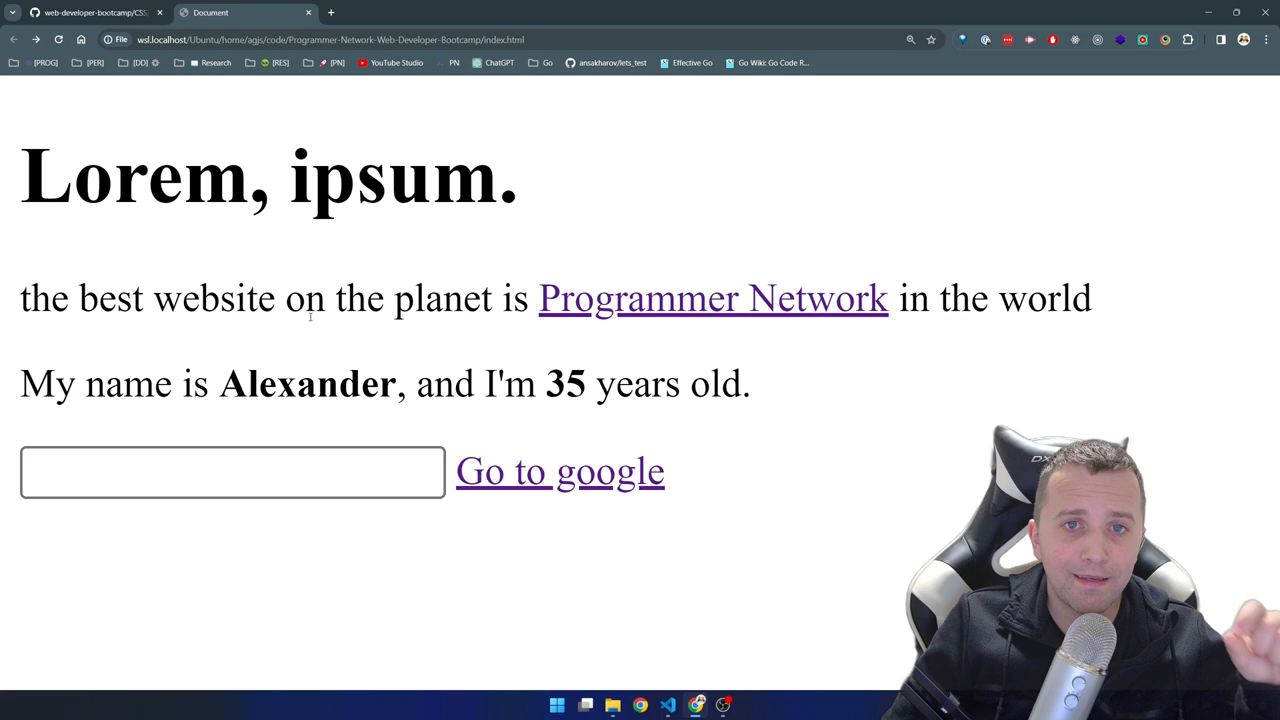 web-developer-bootcamp/CSS
Document
File
wsl.localhost/Ubuntu/home/agjs/code/Programmer-Network-Web-Developer-Bootcamp/index.html
[PROG] [PER] [DD] Research [RES] [PN] YouTube Studio PN ChatGPT Go ansakharov/lets_test Effective Go Go Wiki: Go Code R...
Lorem, ipsum.
the best website on the planet is Programmer Network in the world
My name is Alexander, and I'm 35 years old.
Go to google
DX